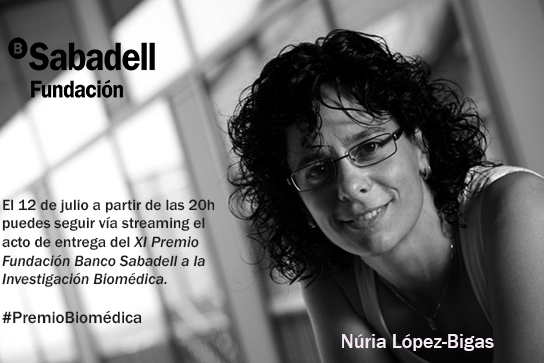 B Sabadell
Fundación
El 12 de julio a partir de las 20h
puedes seguir vía streaming el
acto de entrega del XI Premio
Fundación Banco Sabadell a la
Investigación Biomédica.
#PremioBiomédica
Núria López-Bigas